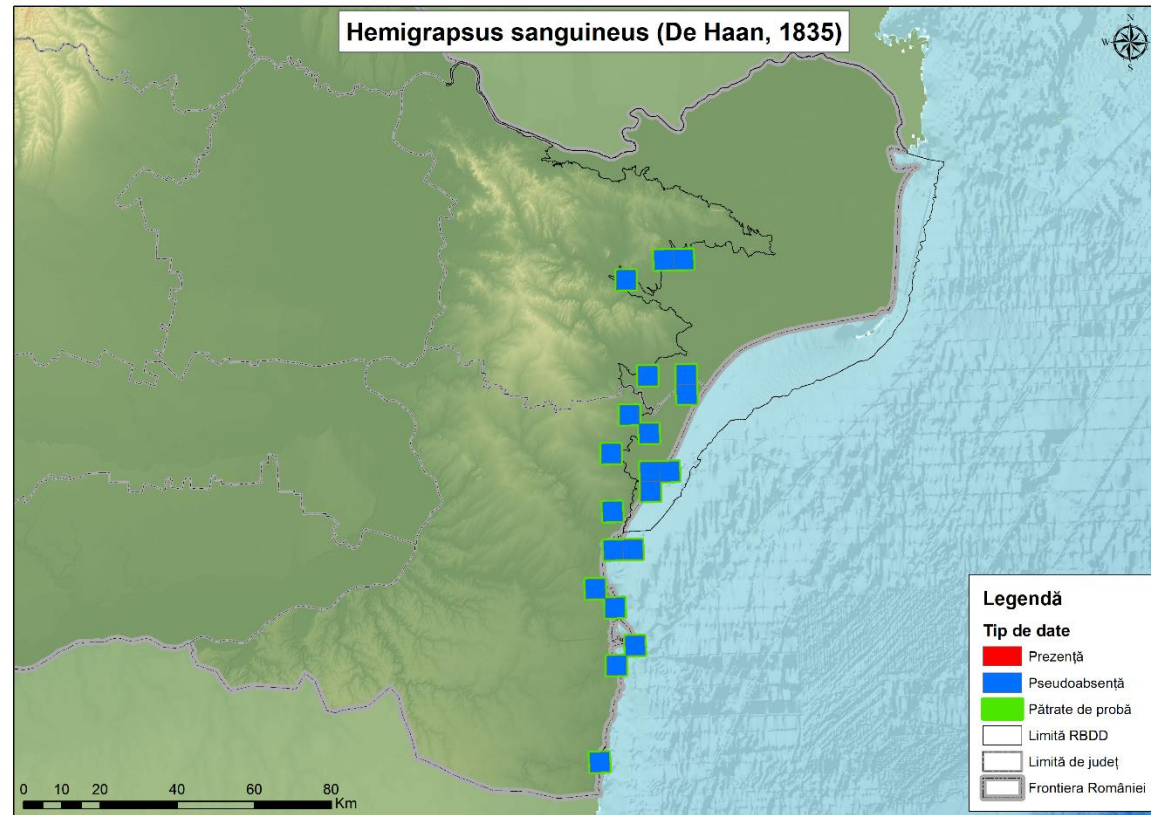 Hemigrapsus sanguineus (De Haan, 1835)
N
W E
S
Legendă
Tip de date
Prezență
Pseudoabsență
Pătrate de probă
Limită RBDD
Limită de județ
Frontiera României
0 10 20 40 60 80
Km